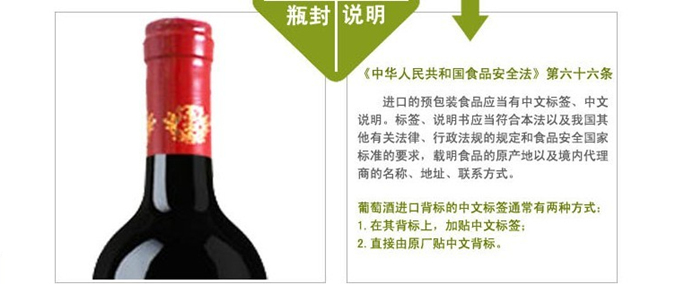 瓶封 说明
《中华人民共和国食品安全法》第六十六条
进口的预包装食品应当有中文标签、中文
说明。标签、说明书应当符合本法以及我国其
他有关法律、行政法规的规定和食品安全国家
标准的要求，载明食品的原产地以及境内代理
商的名称、地址、联系方式。
葡萄酒进口背标的中文标签通常有两种方式：
1.在其背标上，加贴中文标签；
2.直接由原厂贴中文背标。